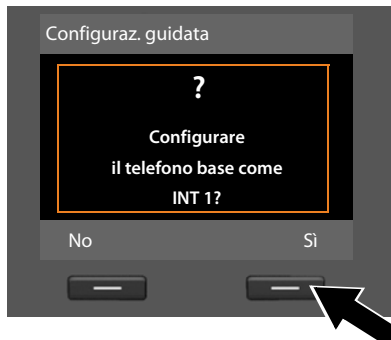 Configuraz. guidata
?
Configurare
il telefono base come
INT 1?
No Sì